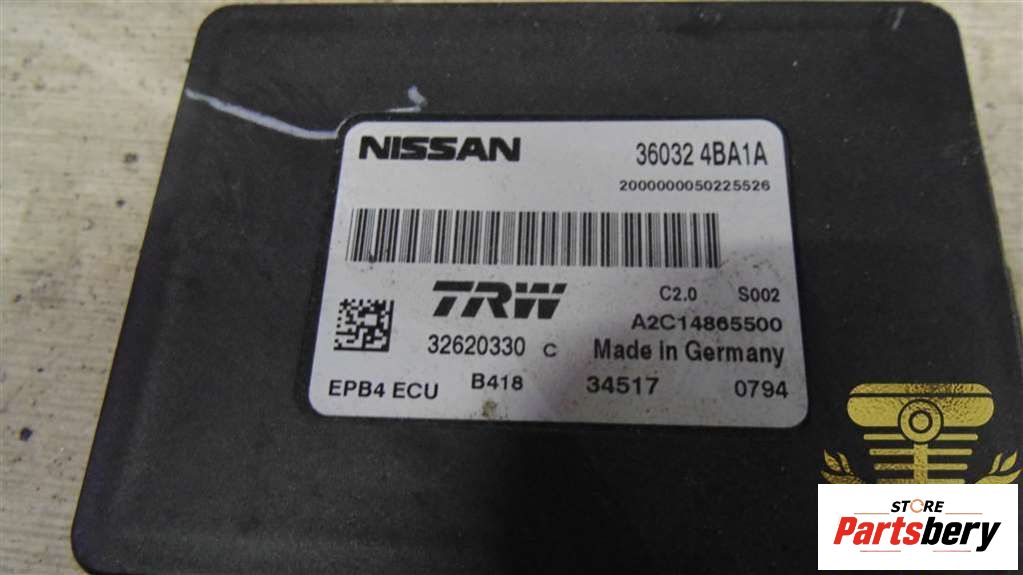 NISSAN 36032 4BA1A
2000000050225526
TRW C2.0 S002
A2C14865500
32620330 C Made in Germany
EPB4 ECU B418 34517 0794
STORE
Partsbery